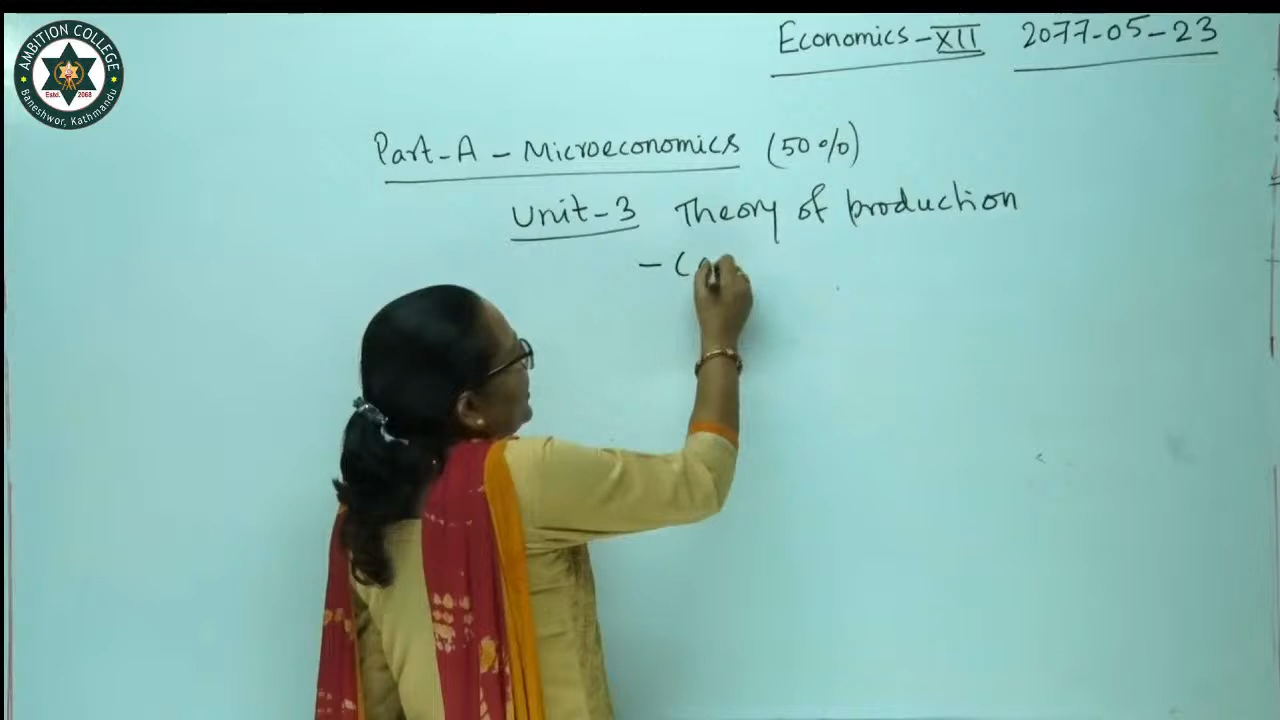 AMBITION COLLEGE
Estd. 2068
Baneshwor, Kathmandu
Economics-XII 2077-05-23
Part-A - Microeconomics (50%)
Unit-3 Theory of production